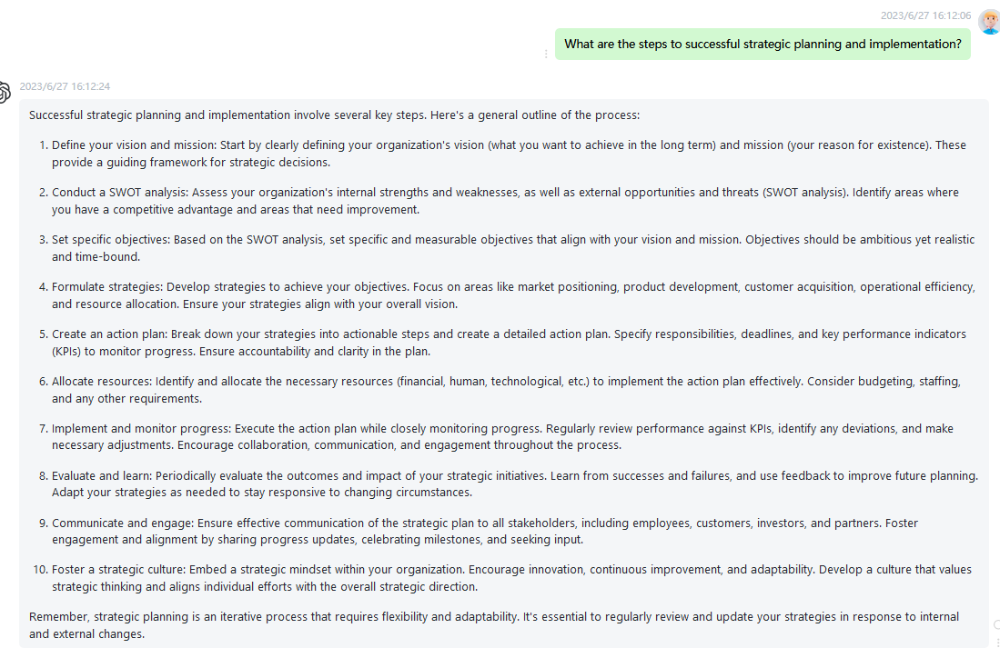 2023/6/27 16:12:06
What are the steps to successful strategic planning and implementation?
2023/6/27 16:12:24
Successful strategic planning and implementation involve several key steps. Here's a general outline of the process:
1. Define your vision and mission: Start by clearly defining your organization's vision (what you want to achieve in the long term) and mission (your reason for existence). These
provide a guiding framework for strategic decisions.
2. Conduct a SWOT analysis: Assess your organization's internal strengths and weaknesses, as well as external opportunities and threats (SWOT analysis). Identify areas where
you have a competitive advantage and areas that need improvement.
3. Set specific objectives: Based on the SWOT analysis, set specific and measurable objectives that align with your vision and mission. Objectives should be ambitious yet realistic
and time-bound.
4. Formulate strategies: Develop strategies to achieve your objectives. Focus on areas like market positioning, product development, customer acquisition, operational efficiency,
and resource allocation. Ensure your strategies align with your overall vision.
5. Create an action plan: Break down your strategies into actionable steps and create a detailed action plan. Specify responsibilities, deadlines, and key performance indicators
(KPIs) to monitor progress. Ensure accountability and clarity in the plan.
6. Allocate resources: Identify and allocate the necessary resources (financial, human, technological, etc.) to implement the action plan effectively. Consider budgeting, staffing,
and any other requirements.
7. Implement and monitor progress: Execute the action plan while closely monitoring progress. Regularly review performance against KPIs, identify any deviations, and make
necessary adjustments. Encourage collaboration, communication, and engagement throughout the process.
8. Evaluate and learn: Periodically evaluate the outcomes and impact of your strategic initiatives. Learn from successes and failures, and use feedback to improve future planning.
Adapt your strategies as needed to stay responsive to changing circumstances.
9. Communicate and engage: Ensure effective communication of the strategic plan to all stakeholders, including employees, customers, investors, and partners. Foster
engagement and alignment by sharing progress updates, celebrating milestones, and seeking input.
10. Foster a strategic culture: Embed a strategic mindset within your organization. Encourage innovation, continuous improvement, and adaptability. Develop a culture that values
strategic thinking and aligns individual efforts with the overall strategic direction.
Remember, strategic planning is an iterative process that requires flexibility and adaptability. It's essential to regularly review and update your strategies in response to internal
and external changes.